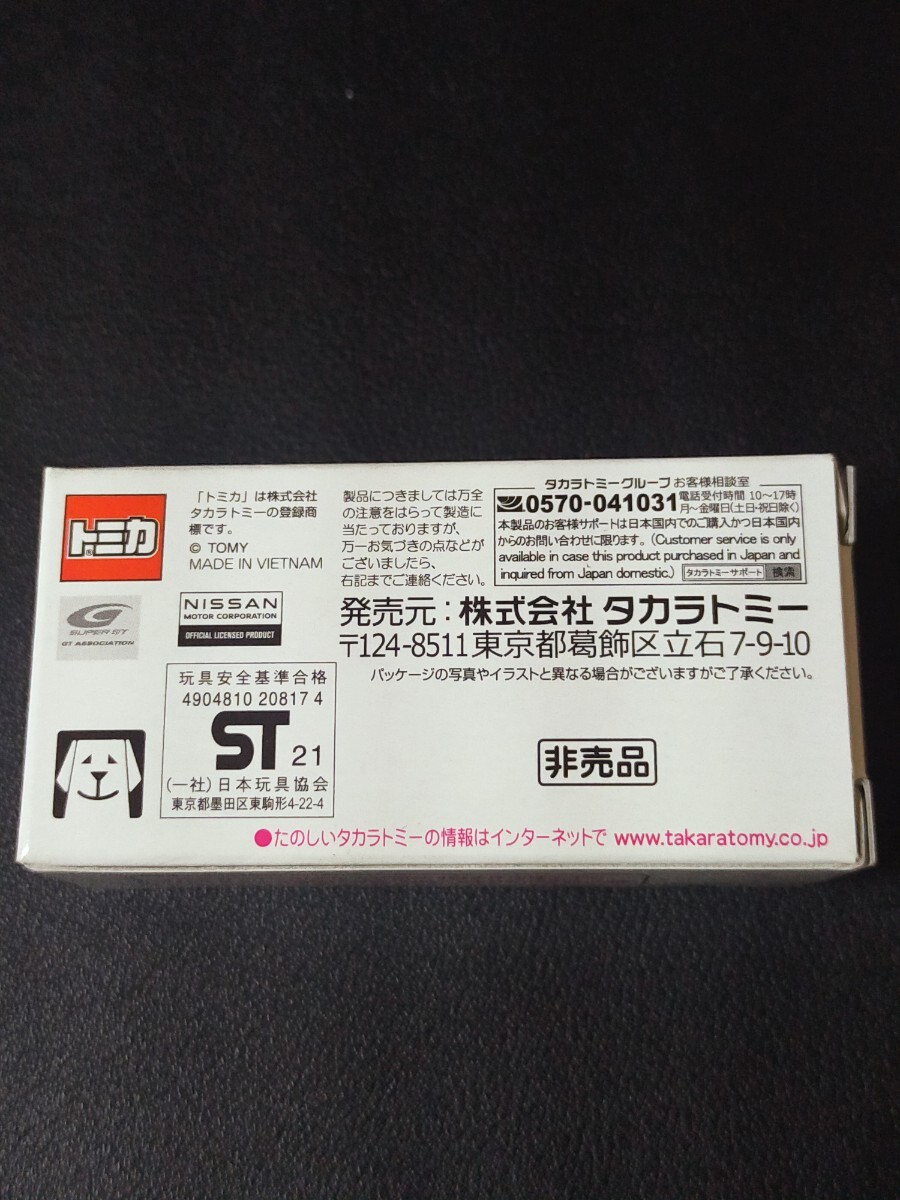 トミカ®
「トミカ」は株式会社
タカラトミーの登録商
標です。
© TOMY
MADE IN VIETNAM
製品につきましては万全
の注意をはらって製造に
当たっておりますが、
万一お気づきの点などが
ございましたら、
右記までご連絡ください。
タカラトミーグループ お客様相談室
0570-041031 電話受付時間 10～17時
月～金曜日(土・日・祝日除く)
本製品のお客様サポートは日本国内でのご購入かつ日本国内
からのお問い合わせに限ります。(Customer service is only
available in case this product purchased in Japan and
inquired from Japan domestic.) タカラトミーサポート 検索
SUPER GT
GT ASSOCIATION
NISSAN
MOTOR CORPORATION
OFFICIAL LICENSED PRODUCT
発売元：株式会社 タカラトミー
〒124-8511 東京都葛飾区立石7-9-10
パッケージの写真やイラストと異なる場合がございますがご了承ください。
玩具安全基準合格
4904810 20817 4
ST 21
(一社)日本玩具協会
東京都墨田区東駒形4-22-4
非売品
●たのしいタカラトミーの情報はインターネットで www.takaratomy.co.jp